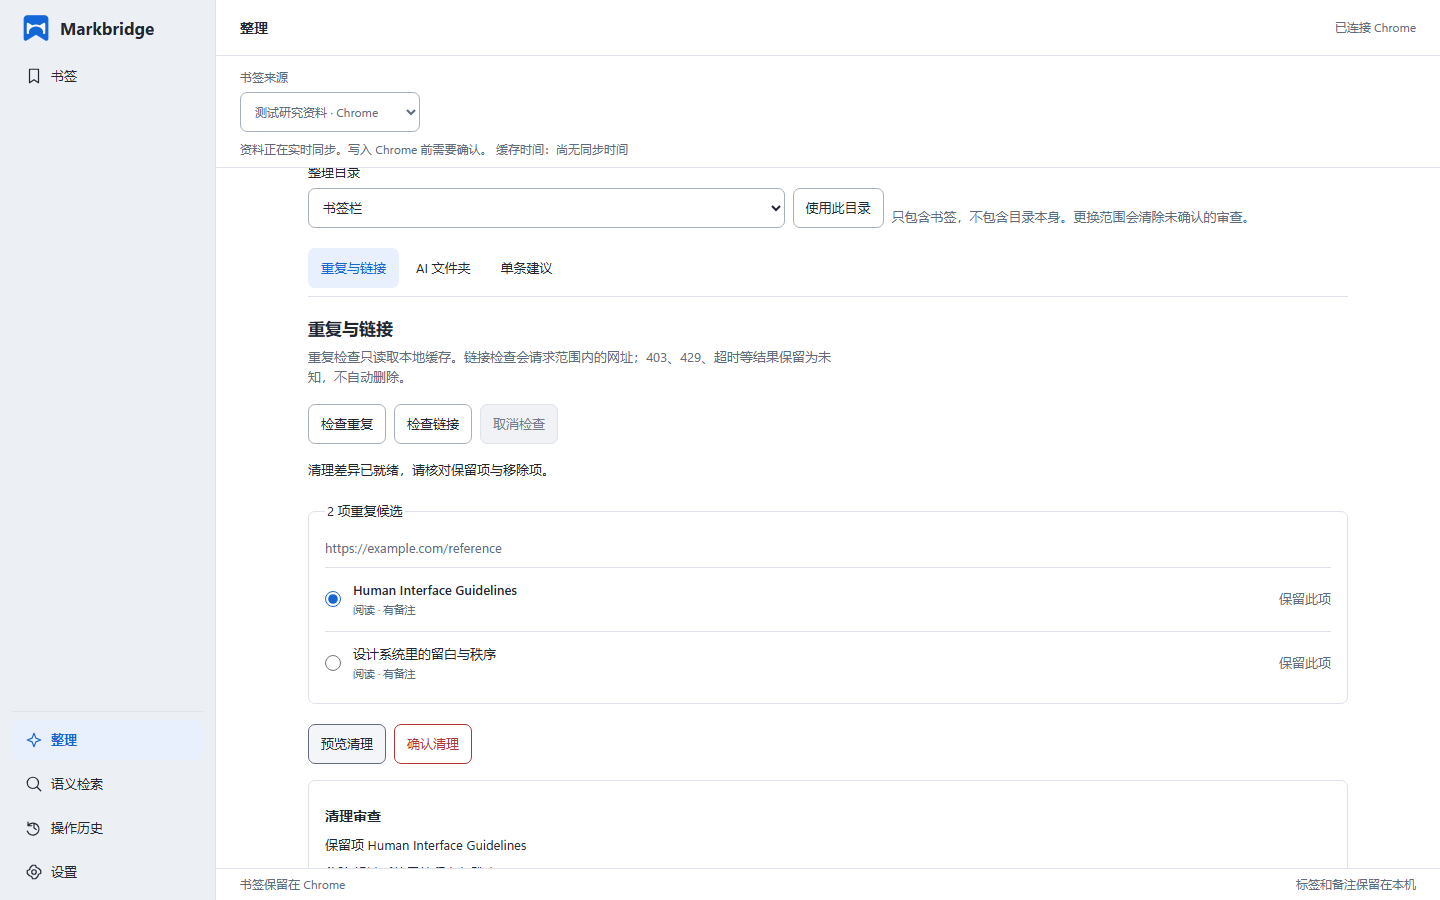 Markbridge
书签
整理
语义检索
操作历史
设置
整理
已连接 Chrome
书签来源
测试研究资料 · Chrome
资料正在实时同步。写入 Chrome 前需要确认。 缓存时间：尚无同步时间
整理目录
书签栏
使用此目录
只包含书签，不包含目录本身。更换范围会清除未确认的审查。
重复与链接
AI 文件夹
单条建议
重复与链接
重复检查只读取本地缓存。链接检查会请求范围内的网址；403、429、超时等结果保留为未
知，不自动删除。
检查重复
检查链接
取消检查
清理差异已就绪，请核对保留项与移除项。
2 项重复候选
https://example.com/reference
Human Interface Guidelines
阅读 · 有备注
保留此项
设计系统里的留白与秩序
阅读 · 有备注
保留此项
预览清理
确认清理
清理审查
保留项 Human Interface Guidelines
书签保留在 Chrome
标签和备注保留在本机